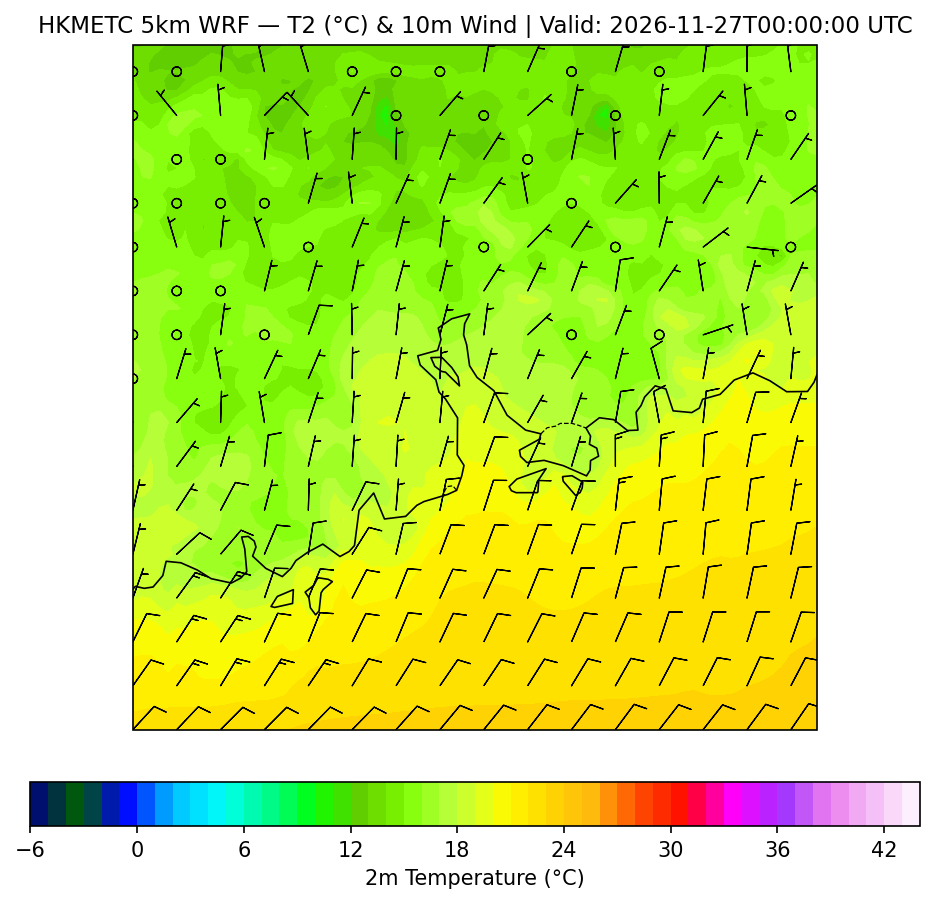 HKMETC 5km WRF — T2 (°C) & 10m Wind | Valid: 2026-11-27T00:00:00 UTC
−6 0 6 12 18 24 30 36 42
2m Temperature (°C)